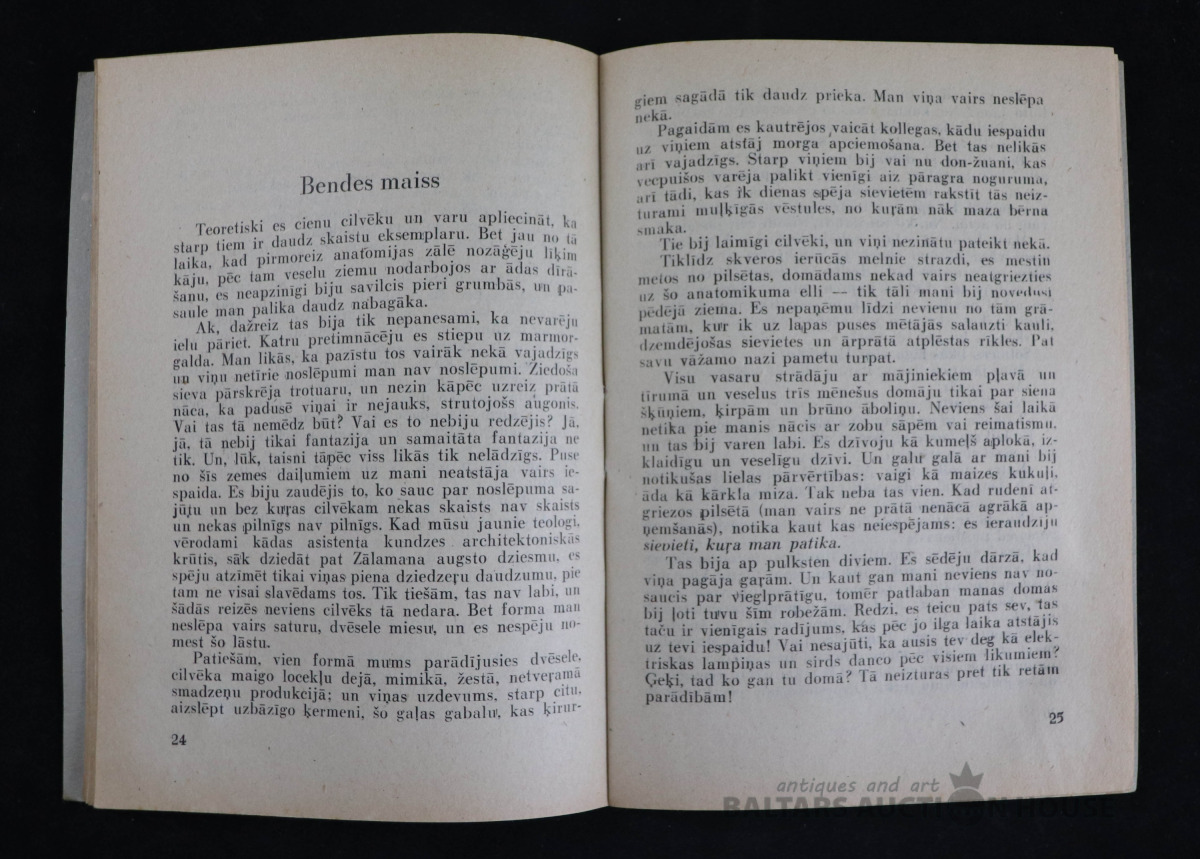 Bendes maiss
Teoretiski es cienu cilvēku un varu apliecināt, ka
starp tiem ir daudz skaistu eksemplaru. Bet jau no tā
laika, kad pirmoreiz anatomijas zālē nozāģēju līķim
kāju, pēc tam veselu ziemu nodarbojos ar ādas dīrā-
šanu, es neapzinīgi biju savilcis pieri grumbās, un pa-
saule man palika daudz nabagāka.
Ak, dažreiz tas bija tik nepanesami, ka nevarēju
ielu pāriet. Katru pretimnācēju es stiepu uz marmor-
galda. Man likās, ka pazīstu tos vairāk nekā vajadzīgs
un viņu netīrie noslēpumi man nav noslēpumi. Ziedoša
sieva pārskrēja trotuaru, un nezin kāpēc uzreiz prātā
nāca, ka padusē viņai ir nejauks, strutojošs augonis.
Vai tas tā nemēdz būt? Vai es to nebiju redzējis? Jā,
jā, tā nebij tikai fantazija un samaitāta fantazija ne
tik. Un, lūk, taisni tāpēc viss likās tik nelādzīgs. Puse
no šīs zemes daiļumiem uz mani neatstāja vairs ie-
spaida. Es biju zaudējis to, ko sauc par noslēpuma sa-
jūtu un bez kuŗas cilvēkam nekas skaists nav skaists
un nekas pilnīgs nav pilnīgs. Kad mūsu jaunie teologi,
vērodami kādas asistenta kundzes architektoniskās
krūtis, sāk dziedāt pat Zālamana augsto dziesmu, es
spēju atzīmēt tikai viņas piena dziedzeŗu daudzumu, pie
tam ne visai slavēdams tos. Tik tiešām, tas nav labi, un
šādās reizēs neviens cilvēks tā nedara. Bet forma man
neslēpa vairs saturu, dvēsele miesu, un es nespēju no-
mest šo lāstu.
Patiešām, vien formā mums parādījusies dvēsele,
cilvēka maigo locekļu dejā, mimikā, žestā, netveŗamā
smadzeņu produkcijā; un viņas uzdevums, starp citu,
aizslēpt uzbāzīgo ķermeni, šo gaļas gabalu, kas ķirur-
24
giem sagādā tik daudz prieka. Man viņa vairs neslēpa
nekā.
Pagaidām es kautrējos vaicāt kollegas, kādu iespaidu
uz viņiem atstāj morga apciemošana. Bet tas nelikās
arī vajadzīgs. Starp viņiem bij vai nu don-žuani, kas
vecpuišos varēja palikt vienīgi aiz pāragra noguruma,
arī tādi, kas ik dienas spēja sievietēm rakstīt tās neiz-
turami muļķīgās vēstules, no kuŗām nāk maza bērna
smaka.
Tie bij laimīgi cilvēki, un viņi nezinātu pateikt nekā.
Tiklīdz skveros ierūcās melnie strazdi, es mestin
metos no pilsētas, domādams nekad vairs neatgriezties
uz šo anatomikuma elli — tik tāli mani bij novedusi
pēdējā ziema. Es nepaņēmu līdzi nevienu no tām grā-
matām, kur ik uz lapas puses mētājās salauzti kauli,
dzemdējošas sievietes un ārprātā atplēstas rīkles. Pat
savu vāžamo nazi pametu turpat.
Visu vasaru strādāju ar mājiniekiem pļavā un
tīrumā un veselus trīs mēnešus domāju tikai par siena
šķūņiem, ķirpām un brūno āboliņu. Neviens šai laikā
netika pie manis nācis ar zobu sāpēm vai reimatismu,
un tas bij varen labi. Es dzīvoju kā kumeļš aplokā, iz-
klaidīgu un veselīgu dzīvi. Un galu galā ar mani bij
notikušas lielas pārvērtības: vaigi kā maizes kukuļi,
āda kā kārkla miza. Tak neba tas vien. Kad rudenī at-
griezos pilsētā (man vairs ne prātā nenācā agrākā ap-
ņemšanās), notika kaut kas neiespējams: es ieraudzīju
sievieti, kuŗa man patika.
Tas bija ap pulksten diviem. Es sēdēju dārzā, kad
viņa pagāja gaŗām. Un kaut gan mani neviens nav no-
saucis par vieglprātīgu, tomēr patlaban manas domas
bij ļoti tuvu šīm robežām. Redzi, es teicu pats sev, tas
taču ir vienīgais radījums, kas pēc jo ilga laika atstājis
uz tevi iespaidu! Vai nesajūti, ka ausis tev deg kā elek-
triskas lampiņas un sirds danco pēc visiem likumiem?
Ģeķi, tad ko gan tu domā? Tā neizturas pret tik retām
parādībām!
25
antiques and art
BALTARS AUCTION HOUSE